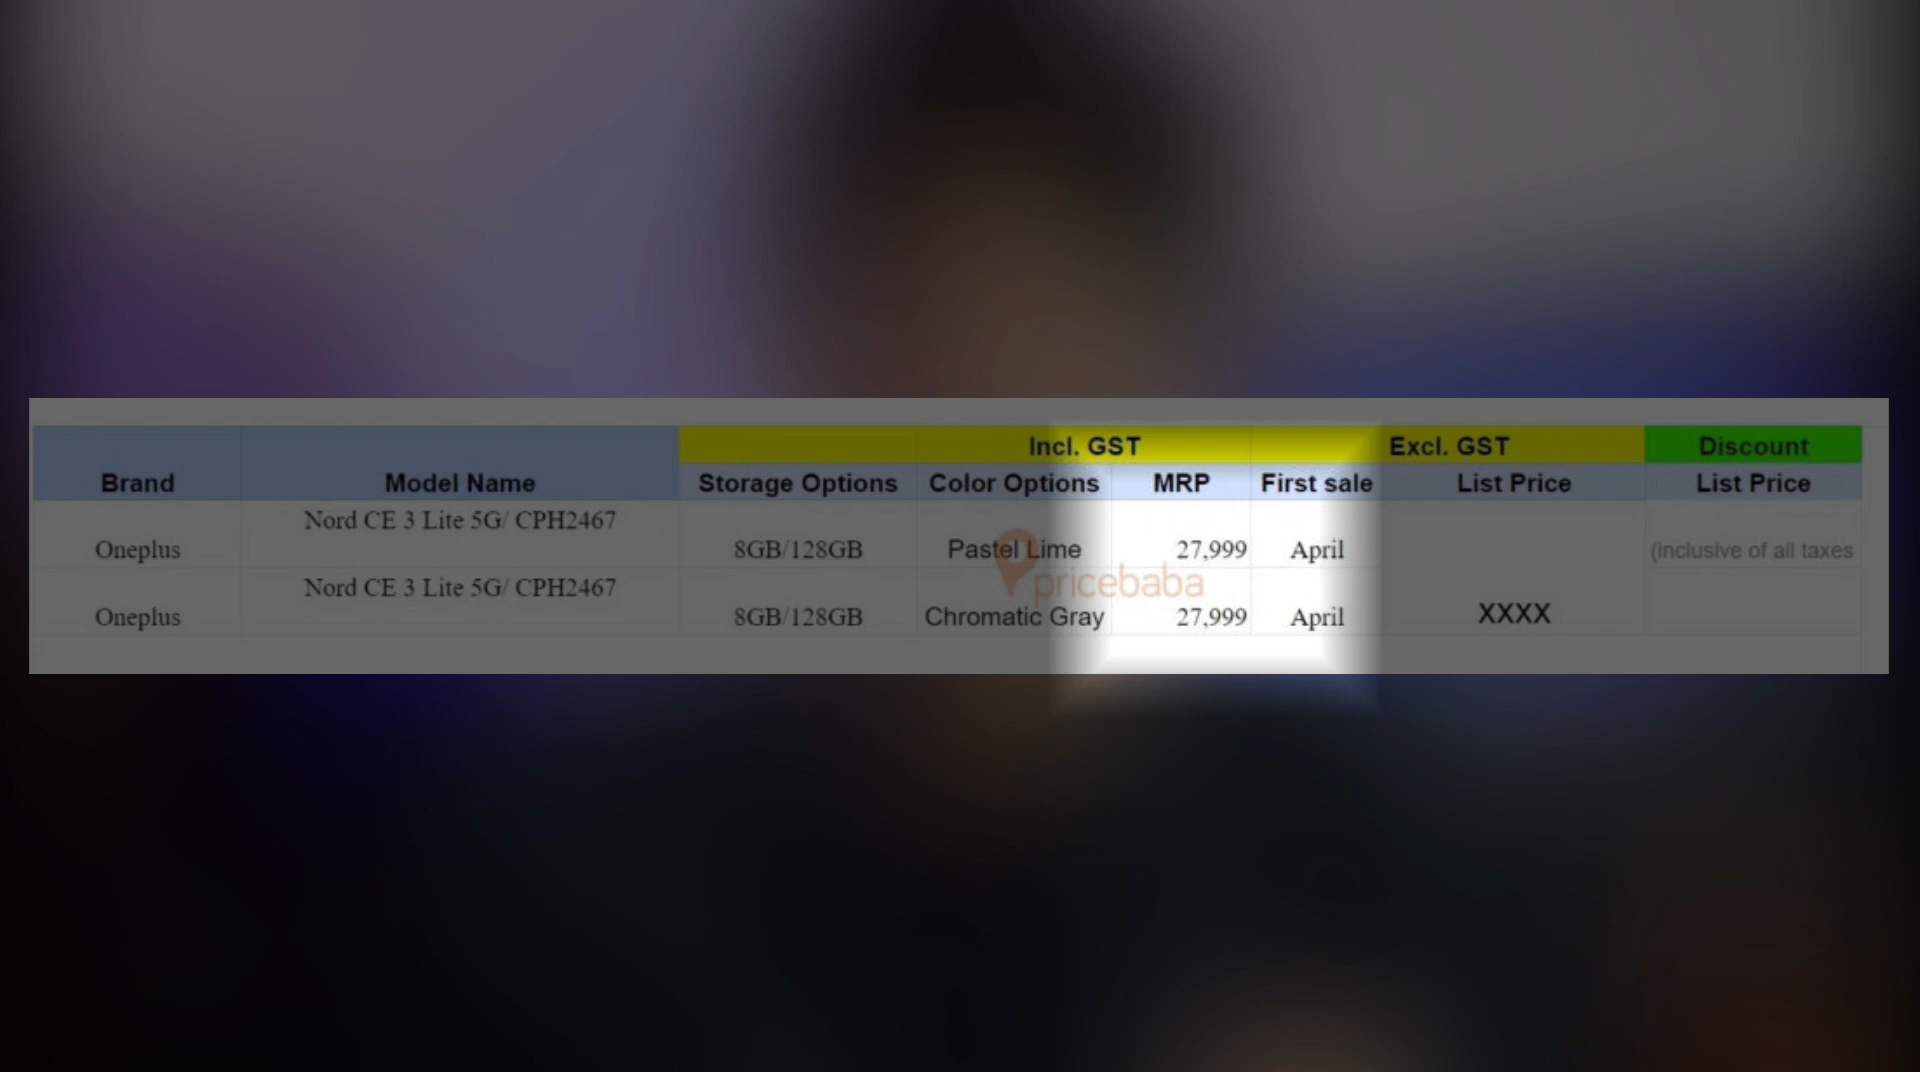 Incl. GST Excl. GST Discount
Brand Model Name Storage Options Color Options MRP First sale List Price List Price
Nord CE 3 Lite 5G/ CPH2467
Oneplus 8GB/128GB Pastel Lime 27,999 April (inclusive of all taxes
pricebaba
Nord CE 3 Lite 5G/ CPH2467
Oneplus 8GB/128GB Chromatic Gray 27,999 April XXXX